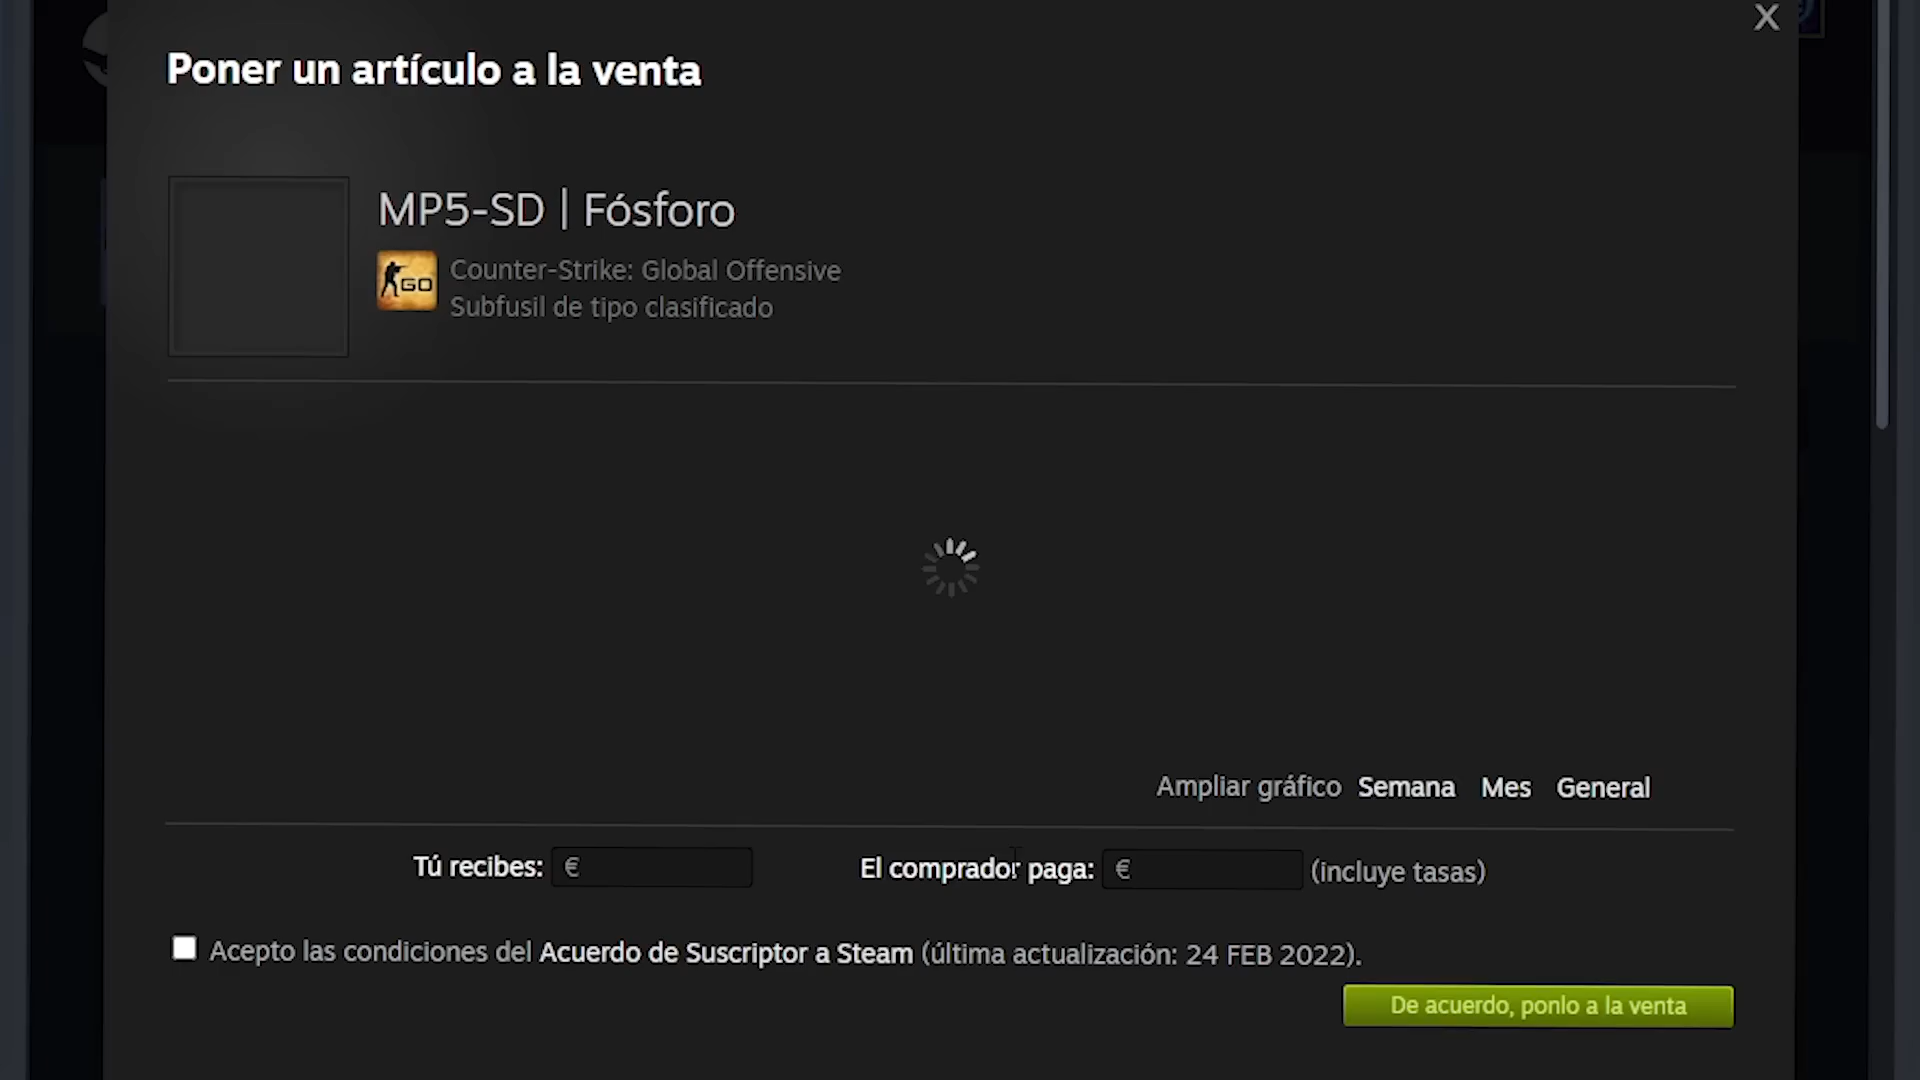 X
Poner un artículo a la venta
MP5-SD | Fósforo
GO
Counter-Strike: Global Offensive
Subfusil de tipo clasificado
Ampliar gráfico Semana Mes General
Tú recibes: € El comprador paga: € (incluye tasas)
Acepto las condiciones del Acuerdo de Suscriptor a Steam (última actualización: 24 FEB 2022).
De acuerdo, ponlo a la venta